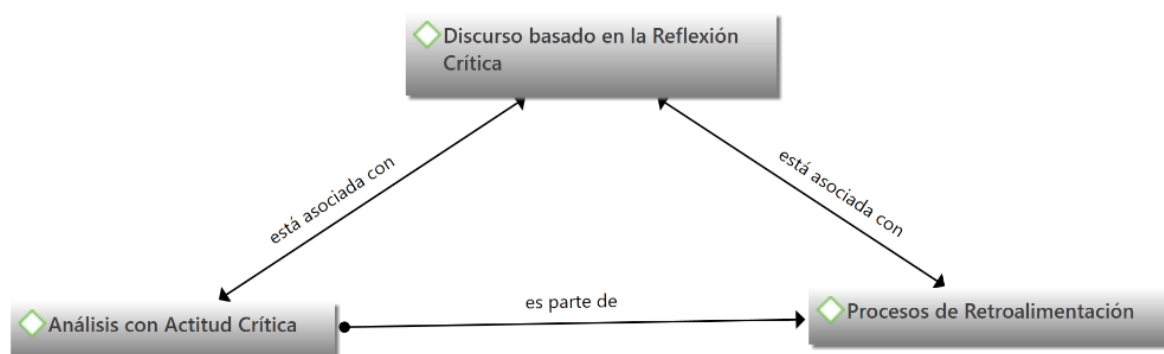 Discurso basado en la Reflexión
Crítica
está asociada con
está asociada con
es parte de
Análisis con Actitud Crítica
Procesos de Retroalimentación